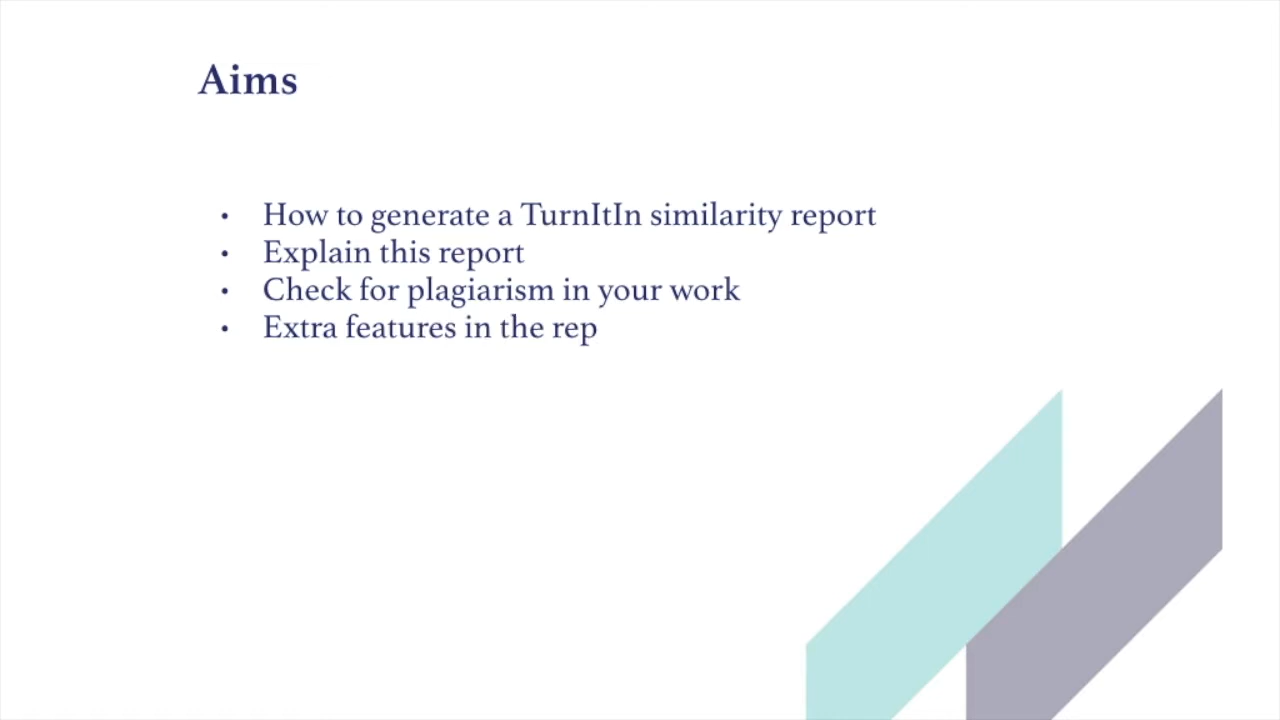 Aims
• How to generate a TurnItIn similarity report
• Explain this report
• Check for plagiarism in your work
• Extra features in the rep